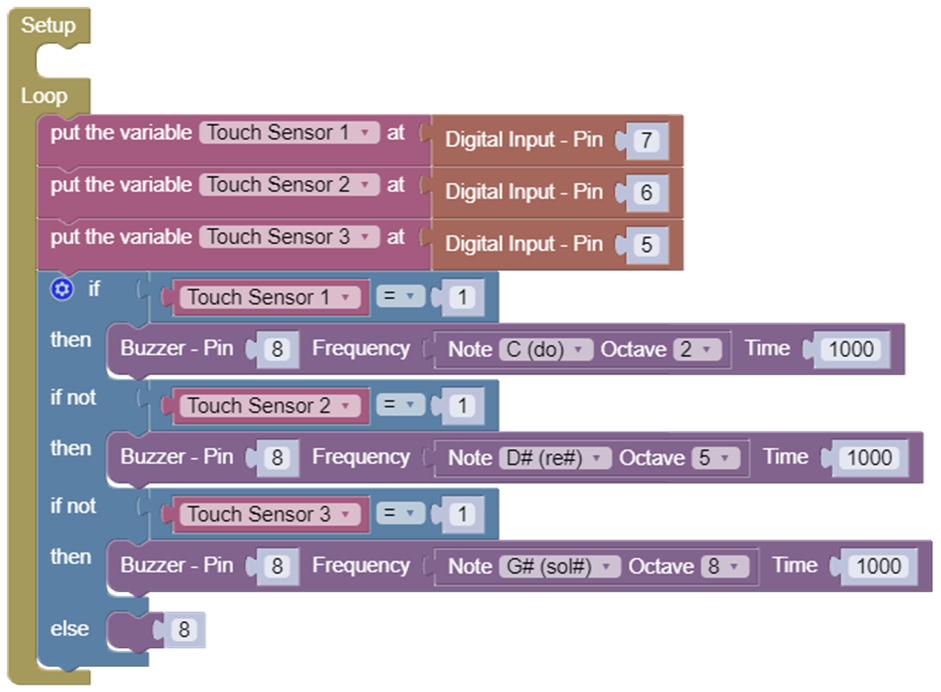 Setup
Loop
put the variable Touch Sensor 1 at Digital Input - Pin 7
put the variable Touch Sensor 2 at Digital Input - Pin 6
put the variable Touch Sensor 3 at Digital Input - Pin 5
if Touch Sensor 1 = 1
then Buzzer - Pin 8 Frequency Note C (do) Octave 2 Time 1000
if not Touch Sensor 2 = 1
then Buzzer - Pin 8 Frequency Note D# (re#) Octave 5 Time 1000
if not Touch Sensor 3 = 1
then Buzzer - Pin 8 Frequency Note G# (sol#) Octave 8 Time 1000
else 8